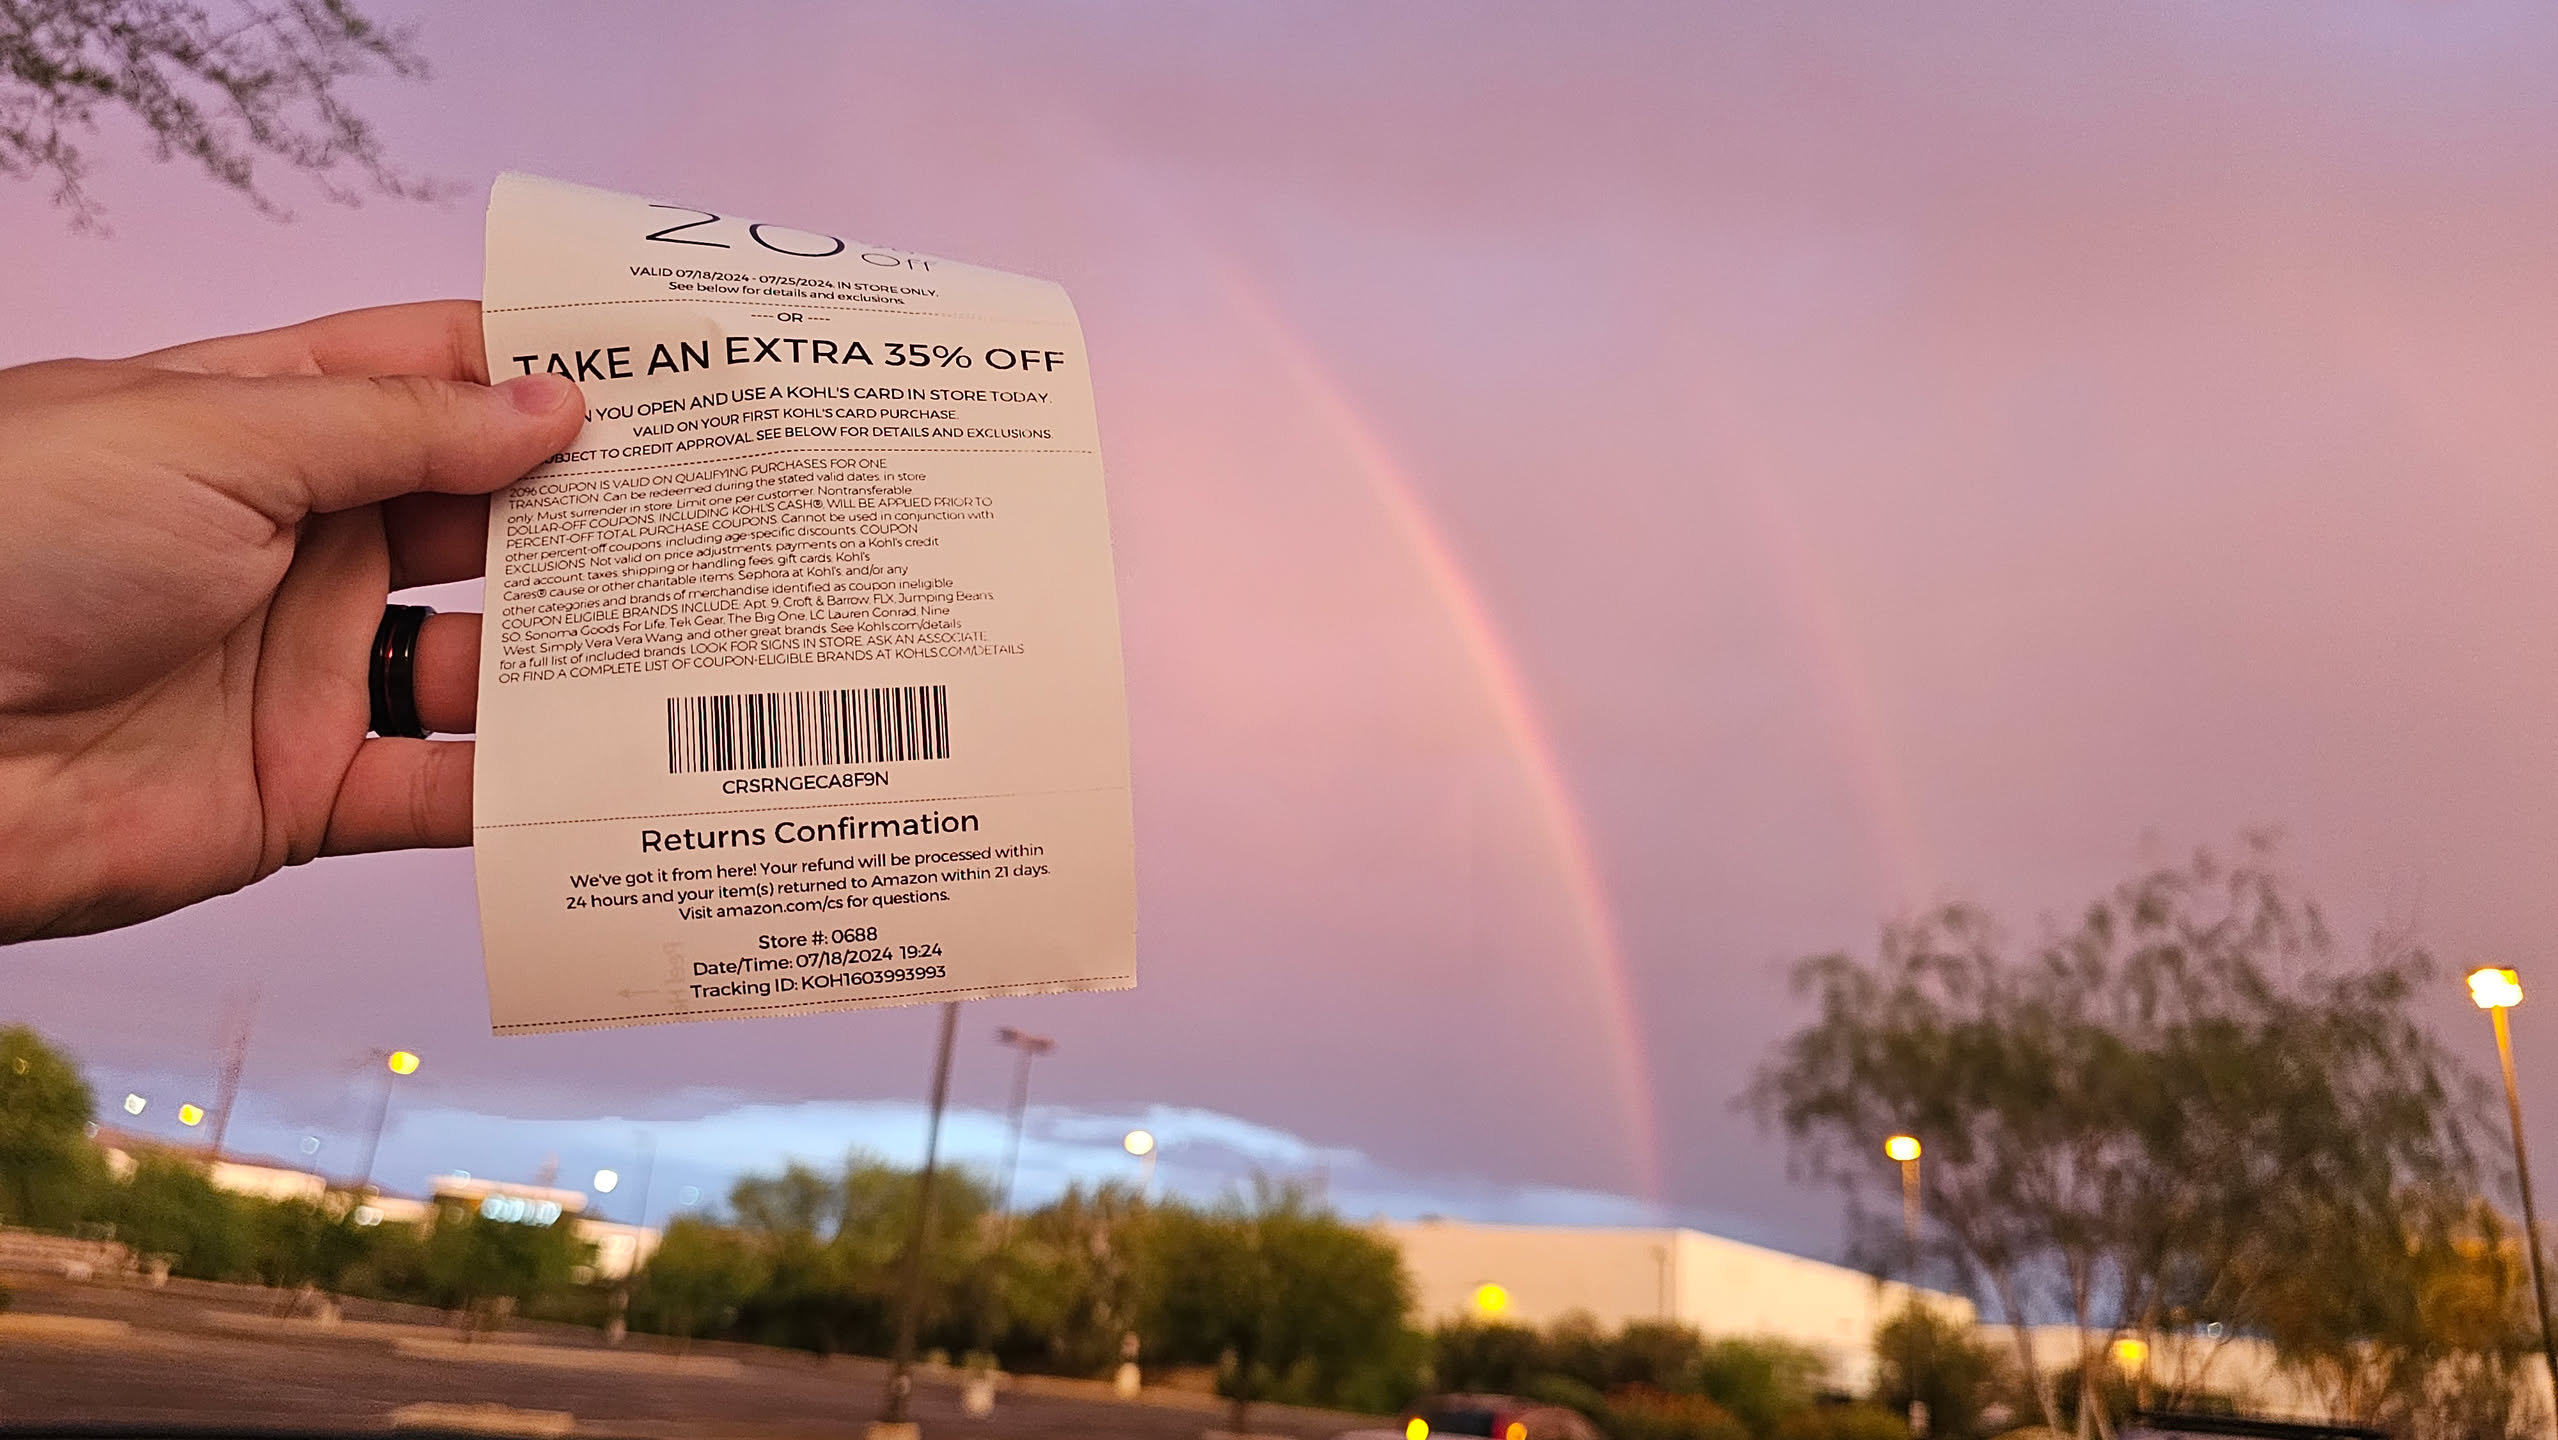 20% OFF
VALID 07/18/2024 - 07/25/2024. IN STORE ONLY.
See below for details and exclusions.
---- OR ----
TAKE AN EXTRA 35% OFF
YOU OPEN AND USE A KOHL'S CARD IN STORE TODAY.
VALID ON YOUR FIRST KOHL'S CARD PURCHASE.
SUBJECT TO CREDIT APPROVAL. SEE BELOW FOR DETAILS AND EXCLUSIONS.
20% COUPON IS VALID ON QUALIFYING PURCHASES FOR ONE
TRANSACTION. Can be redeemed during the stated valid dates, in store
only. Must surrender in store. Limit one per customer. Nontransferable.
DOLLAR-OFF COUPONS, INCLUDING KOHL'S CASH®, WILL BE APPLIED PRIOR TO
PERCENT-OFF TOTAL PURCHASE COUPONS. Cannot be used in conjunction with
other percent-off coupons, including age-specific discounts. COUPON
EXCLUSIONS: Not valid on price adjustments, payments on a Kohl's credit
card account, taxes, shipping or handling fees, gift cards, Kohl's
Cares® cause or other charitable items, Sephora at Kohl's, and/or any
other categories and brands of merchandise identified as coupon ineligible.
COUPON ELIGIBLE BRANDS INCLUDE: Apt. 9, Croft & Barrow, FLX, Jumping Beans,
SO, Sonoma Goods For Life, Tek Gear, The Big One, LC Lauren Conrad, Nine
West, Simply Vera Vera Wang, and other great brands. See Kohls.com/details
for a full list of included brands. LOOK FOR SIGNS IN STORE, ASK AN ASSOCIATE
OR FIND A COMPLETE LIST OF COUPON-ELIGIBLE BRANDS AT KOHLS.COM/DETAILS
CRSRNGECA8F9N
Returns Confirmation
We've got it from here! Your refund will be processed within
24 hours and your item(s) returned to Amazon within 21 days.
Visit amazon.com/cs for questions.
Store #: 0688
Date/Time: 07/18/2024 19:24
Tracking ID: KOH1603993993